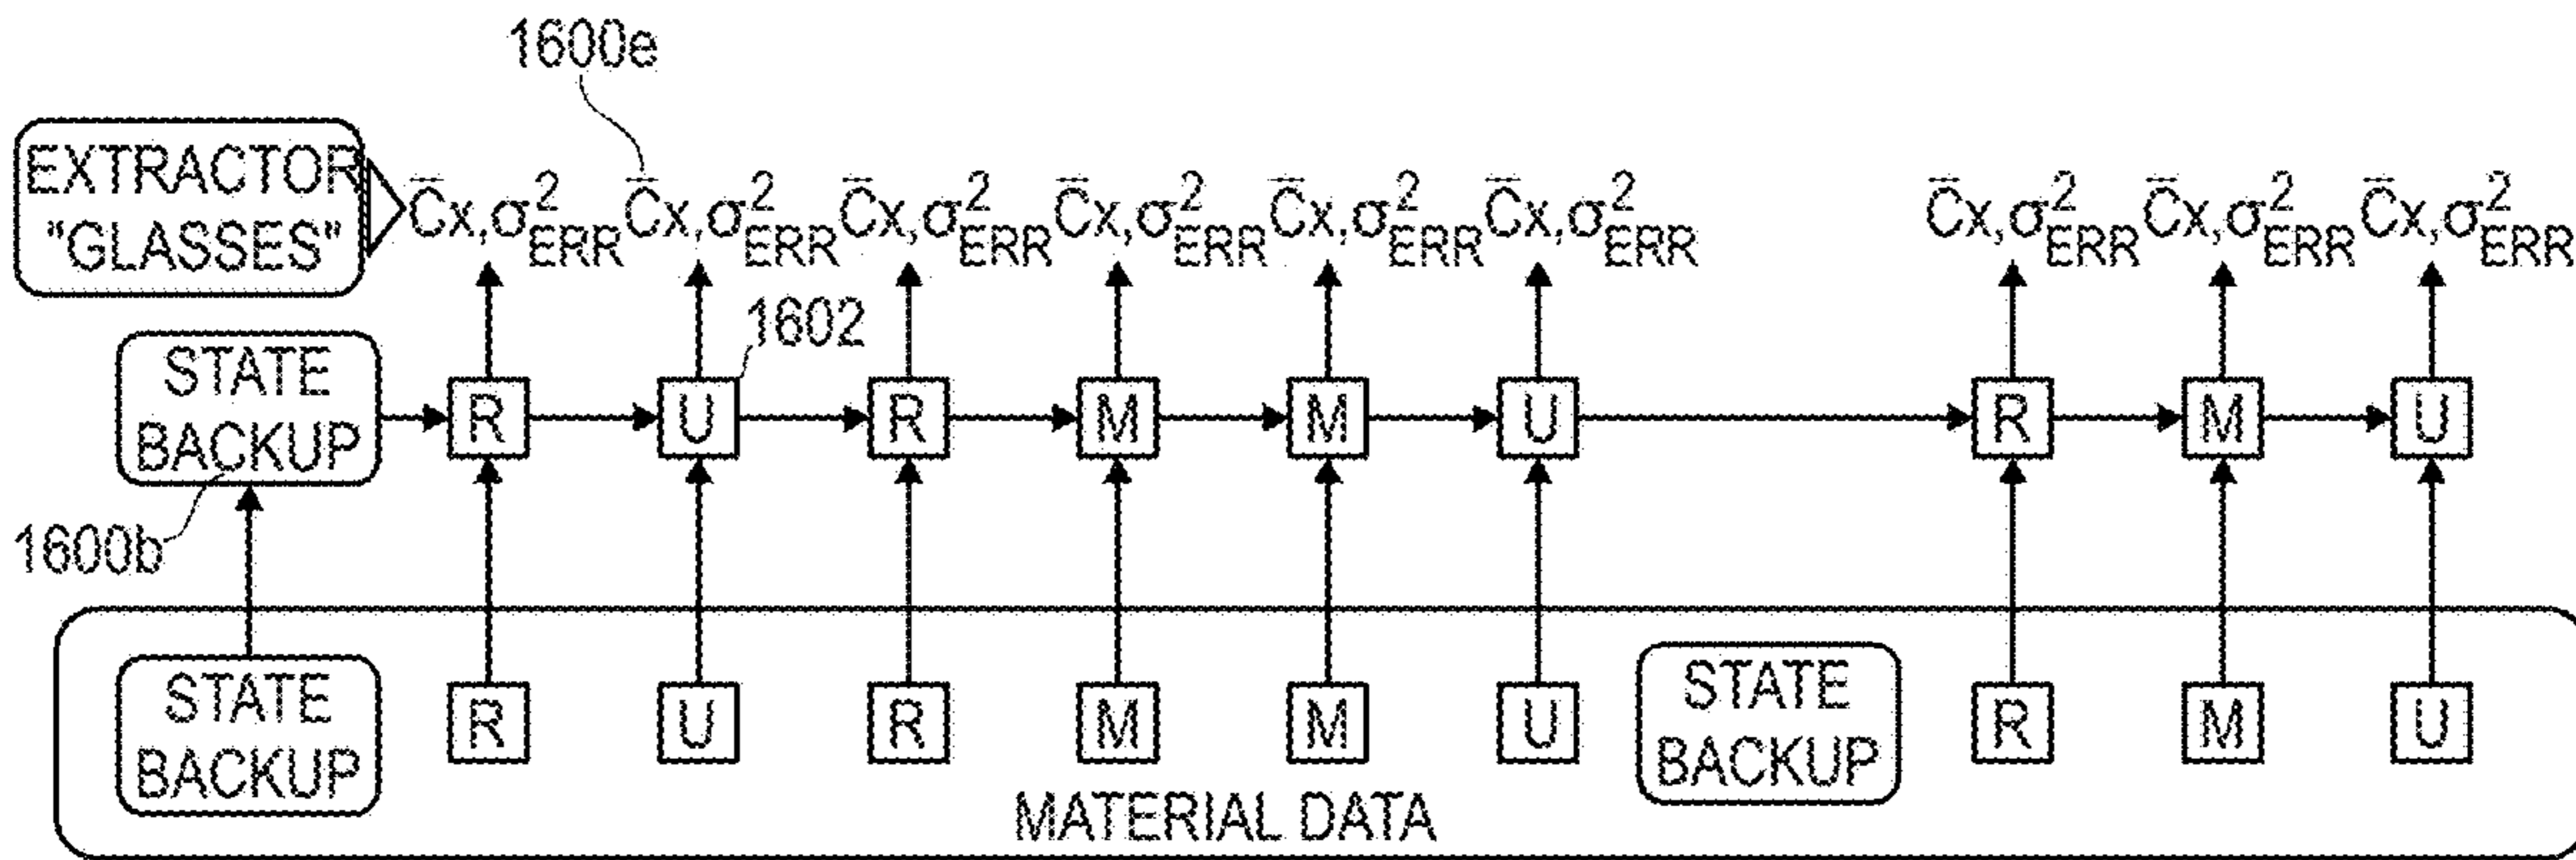 1600e
EXTRACTOR
"GLASSES"
C̄x,σ²ERR C̄x,σ²ERR C̄x,σ²ERR C̄x,σ²ERR C̄x,σ²ERR C̄x,σ²ERR C̄x,σ²ERR C̄x,σ²ERR C̄x,σ²ERR
1602
STATE
BACKUP
R U R M M U R M U
1600b
STATE
BACKUP
R U R M M U
STATE
BACKUP
R M U
MATERIAL DATA